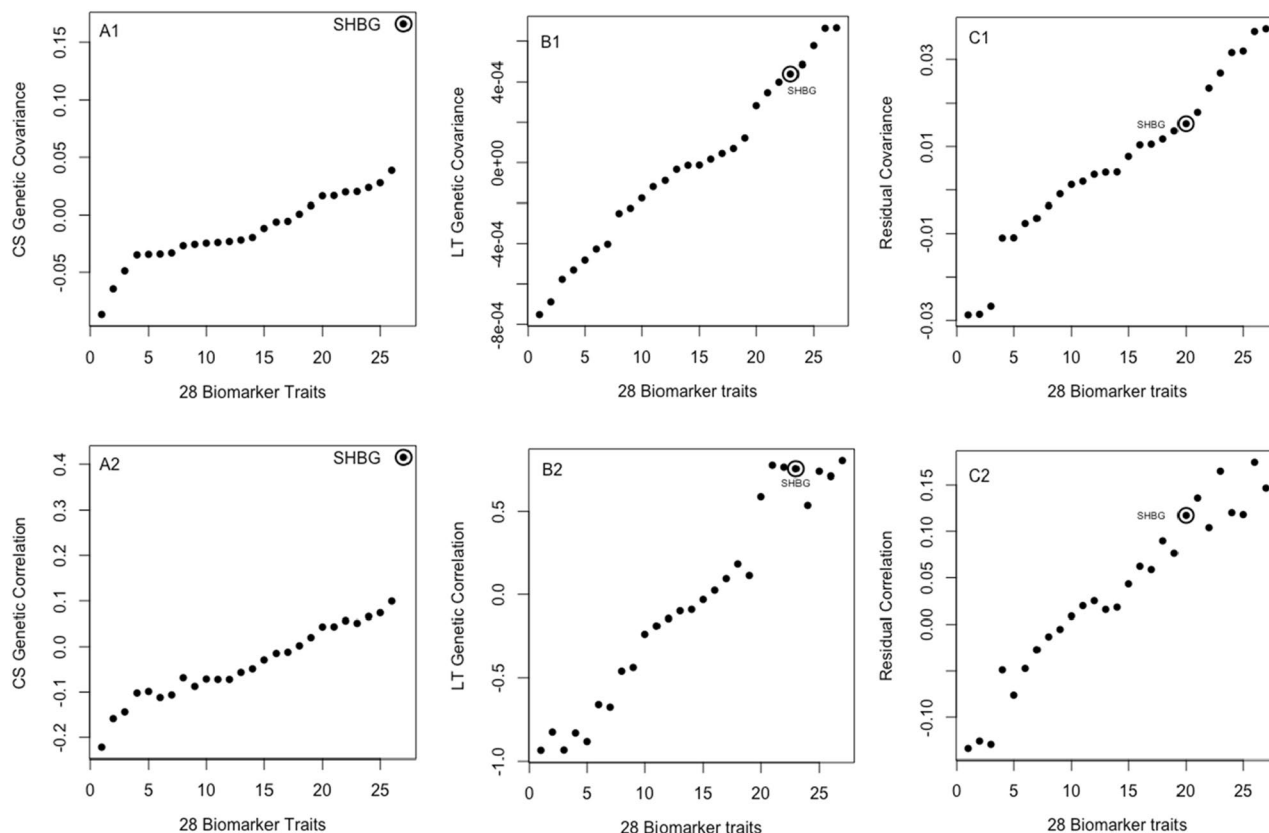 A1
SHBG
CS Genetic Covariance
0.15
0.10
0.05
0.00
-0.05
0 5 10 15 20 25
28 Biomarker Traits
B1
SHBG
LT Genetic Covariance
4e-04
0e+00
-4e-04
-8e-04
0 5 10 15 20 25
28 Biomarker Traits
C1
SHBG
Residual Covariance
0.03
0.01
-0.01
-0.03
0 5 10 15 20 25
28 Biomarker traits
A2
SHBG
CS Genetic Correlation
0.4
0.3
0.2
0.1
0.0
-0.1
-0.2
0 5 10 15 20 25
28 Biomarker Traits
B2
SHBG
LT Genetic Correlation
0.5
0.0
-0.5
-1.0
0 5 10 15 20 25
28 Biomarker traits
C2
SHBG
Residual Correlation
0.15
0.10
0.05
0.00
-0.10
0 5 10 15 20 25
28 Biomarker traits